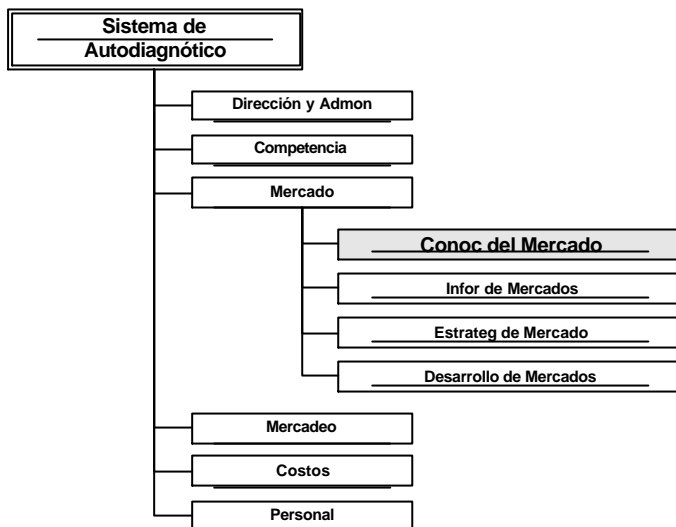 Sistema de
Autodiagnótico
Dirección y Admon
Competencia
Mercado
Conoc del Mercado
Infor de Mercados
Estrateg de Mercado
Desarrollo de Mercados
Mercadeo
Costos
Personal